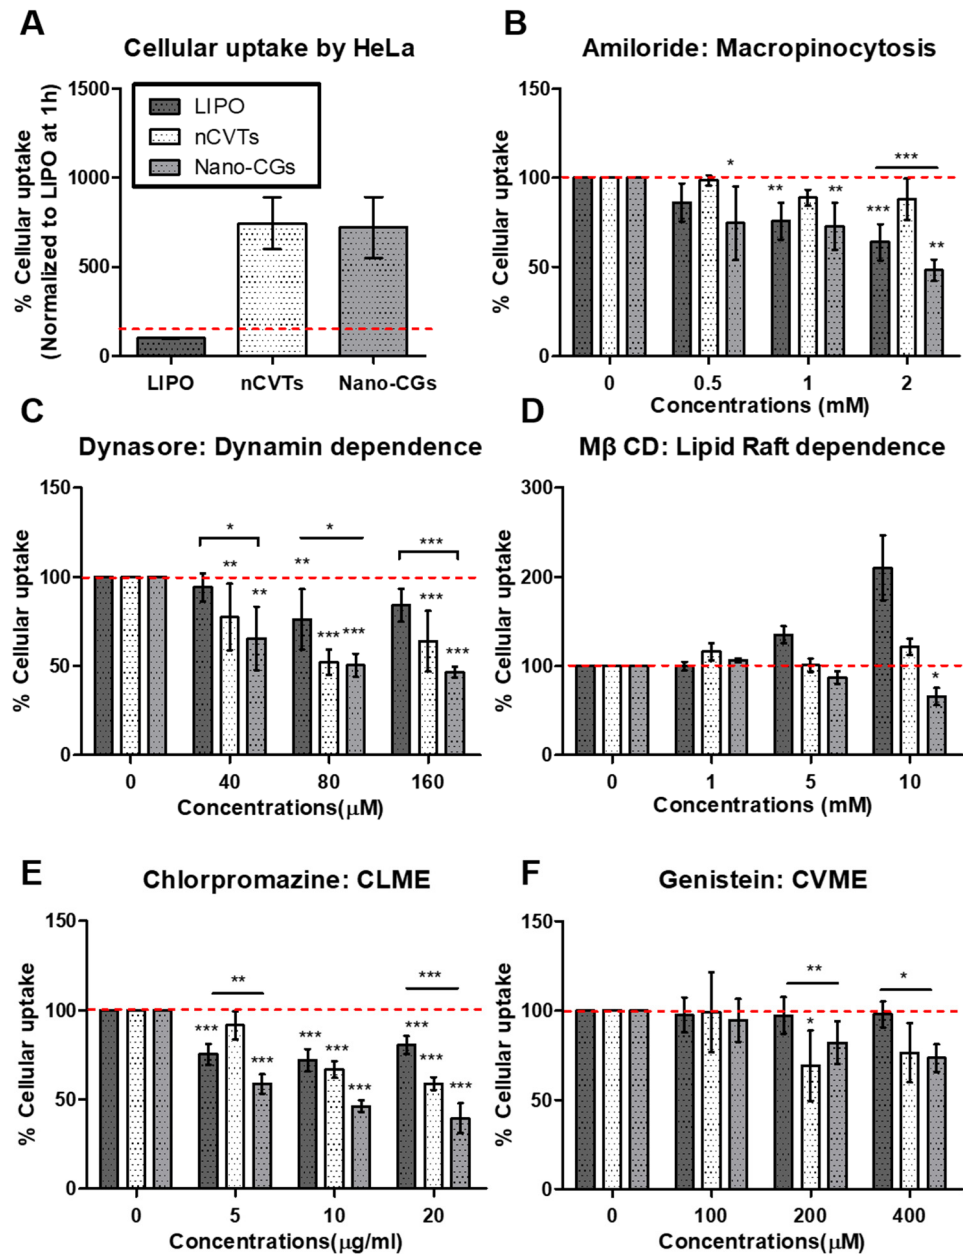 A
Cellular uptake by HeLa
% Cellular uptake
(Normalized to LIPO at 1h)
1500
1000
500
0
LIPO
nCVTs
Nano-CGs
LIPO nCVTs Nano-CGs
B
Amiloride: Macropinocytosis
% Cellular uptake
150
100
50
0
*
**
**
***
***
**
0 0.5 1 2
Concentrations (mM)
C
Dynasore: Dynamin dependence
% Cellular uptake
150
100
50
0
*
**
**
*
**
***
***
***
***
***
0 40 80 160
Concentrations(μM)
D
Mβ CD: Lipid Raft dependence
% Cellular uptake
300
200
100
0
*
0 1 5 10
Concentrations (mM)
E
Chlorpromazine: CLME
% Cellular uptake
150
100
50
0
**
***
***
***
***
***
***
***
***
***
0 5 10 20
Concentrations(μg/ml)
F
Genistein: CVME
% Cellular uptake
150
100
50
0
**
*
*
0 100 200 400
Concentrations(μM)